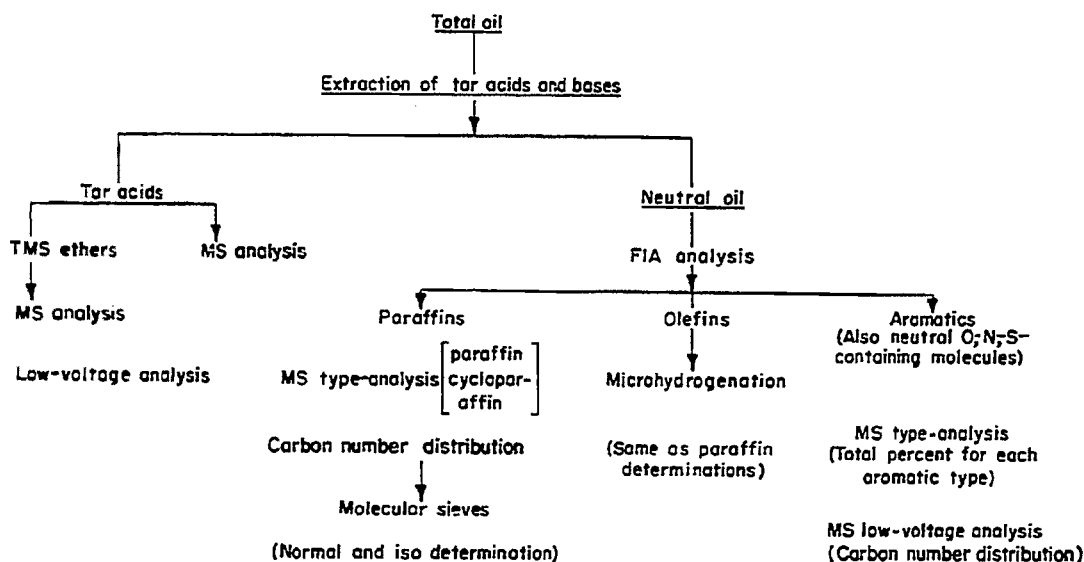 Total oil
Extraction of tar acids and bases
Tar acids
Neutral oil
TMS ethers
MS analysis
FIA analysis
MS analysis
Low-voltage analysis
Paraffins
MS type-analysis [paraffin
cyclopar-
affin]
Carbon number distribution
Molecular sieves
(Normal and iso determination)
Olefins
Microhydrogenation
(Same as paraffin
determinations)
Aromatics
(Also neutral O,-N,-S-
containing molecules)
MS type-analysis
(Total percent for each
aromatic type)
MS low-voltage analysis
(Carbon number distribution)